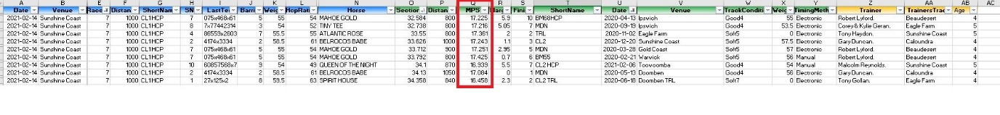 A B E F G H I J K L N O P Q R S T U V W X Y Z AA AB AC
Date Venue Race Distan ShortNam SN LastTe Barri Weig HopRat Horse Section Distan MPS Mar Fini ShortName Date Venue TrackConditi Weig TimingMeth Trainer TrainersTrac Age
2021-02-14 Sunshine Coast 7 1000 CL1HCP 7 075x468x61 5 55 54 MAHOE GOLD 32.584 800 17.225 5.9 10 BM68HCP 2020-04-13 Ipswich Good4 55 Electronic Robert Lyford. Beaudesert 4
2021-02-14 Sunshine Coast 7 1000 CL1HCP 8 7x77442314 3 54 52 TINY TEE 32.738 800 17.216 5.05 7 MDN 2020-09-19 Ipswich Good4 53.5 Electronic Corey & Kylie Geran. Eagle Farm 5
2021-02-14 Sunshine Coast 7 1000 CL1HCP 4 86559x2603 7 55.5 55 ATLANTIC ROSE 33.55 800 17.361 2 2 TRL 2020-11-02 Eagle Farm Soft5 0 Electronic Tony Haydon. Sunshine Coast 5
2021-02-14 Sunshine Coast 7 1000 CL1HCP 2 4174x3334 2 58.5 61 BELROCOS BABE 33.626 1000 17.243 1.1 3 CL2 2020-12-20 Sunshine Coast Soft5 57.5 Electronic Gary Duncan. Caloundra 4
2021-02-14 Sunshine Coast 7 1000 CL1HCP 7 075x468x61 5 55 54 MAHOE GOLD 33.712 900 17.251 2.95 5 MDN 2020-03-28 Gold Coast Soft5 57 Electronic Robert Lyford. Beaudesert 4
2021-02-14 Sunshine Coast 7 1000 CL1HCP 7 075x468x61 5 55 54 MAHOE GOLD 33.792 800 17.425 0.7 6 BM55 2020-02-21 Warwick Soft5 56 Manual Robert Lyford. Beaudesert 4
2021-02-14 Sunshine Coast 7 1000 CL1HCP 10 60857568x7 9 54 49 QUEEN OF THE NIGHT 34.1 870 16.939 5.5 7 CL2 HCP 2021-02-06 Toowoomba Good4 54 Manual Malcolm Reynolds. Sunshine Coast 5
2021-02-14 Sunshine Coast 7 1000 CL1HCP 2 4174x3334 2 58.5 61 BELROCOS BABE 34.13 1050 17.084 0 1 MDN 2020-05-13 Doomben Good4 56 Electronic Gary Duncan. Caloundra 4
2021-02-14 Sunshine Coast 7 1000 CL1HCP 1 27x125x2 8 59.5 63 SPIRIT HOUSE 34.358 840 16.458 2.3 2 CL2 TRL 2020-06-18 Doomben TRL Soft7 0 Electronic Tony Gollan. Eagle Farm 4